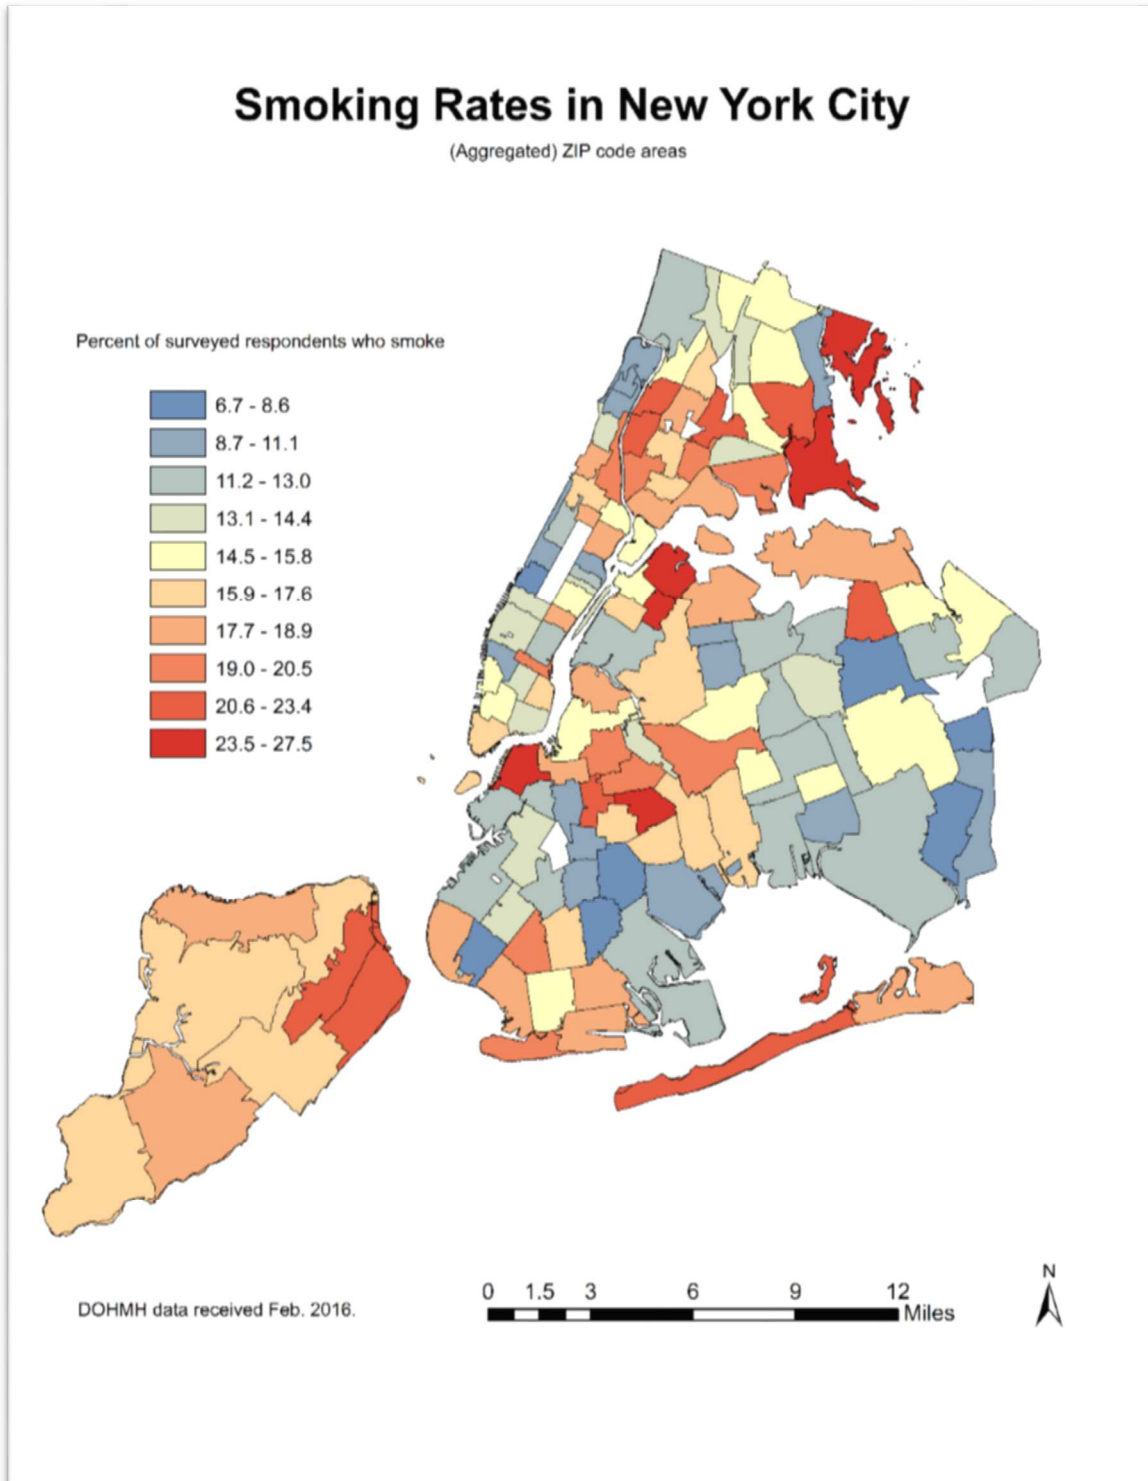 Smoking Rates in New York City
(Aggregated) ZIP code areas
Percent of surveyed respondents who smoke
6.7 - 8.6
8.7 - 11.1
11.2 - 13.0
13.1 - 14.4
14.5 - 15.8
15.9 - 17.6
17.7 - 18.9
19.0 - 20.5
20.6 - 23.4
23.5 - 27.5
DOHMH data received Feb. 2016.
0 1.5 3 6 9 12
Miles
N